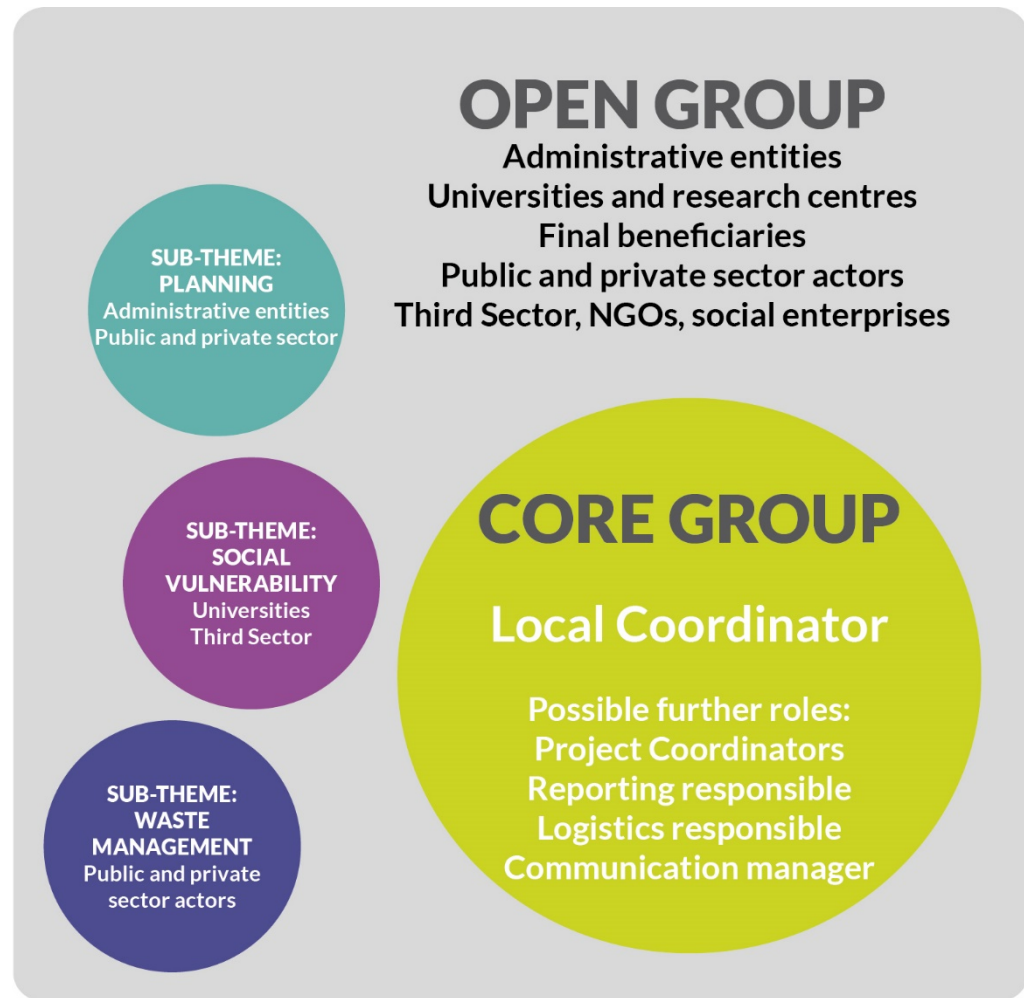 OPEN GROUP
Administrative entities
Universities and research centres
Final beneficiaries
Public and private sector actors
Third Sector, NGOs, social enterprises
SUB-THEME:
PLANNING
Administrative entities
Public and private sector
SUB-THEME:
SOCIAL
VULNERABILITY
Universities
Third Sector
SUB-THEME:
WASTE
MANAGEMENT
Public and private
sector actors
CORE GROUP
Local Coordinator
Possible further roles:
Project Coordinators
Reporting responsible
Logistics responsible
Communication manager